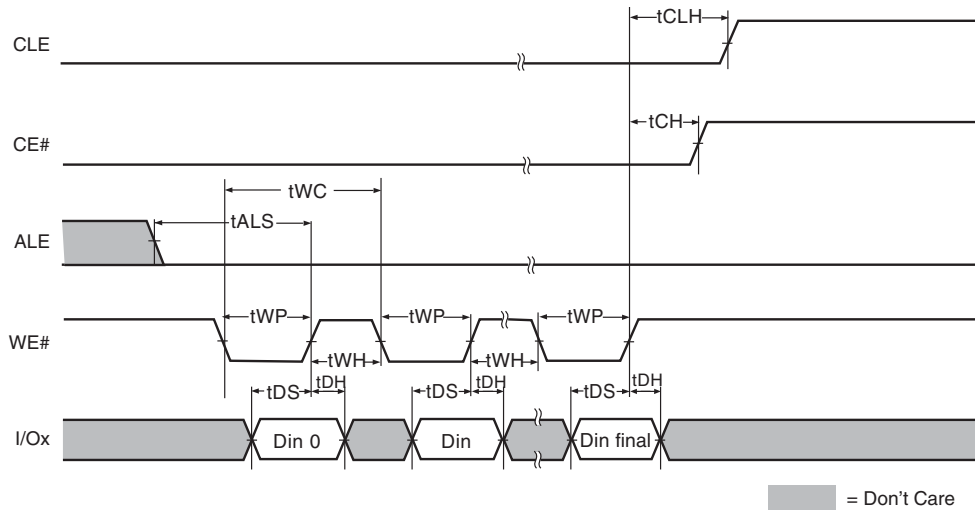 tCLH
CLE
tCH
CE#
tWC
tALS
ALE
tWP tWP tWP
WE#
tWH tWH
tDS tDH tDS tDH tDS tDH
I/Ox Din 0 Din Din final
= Don't Care